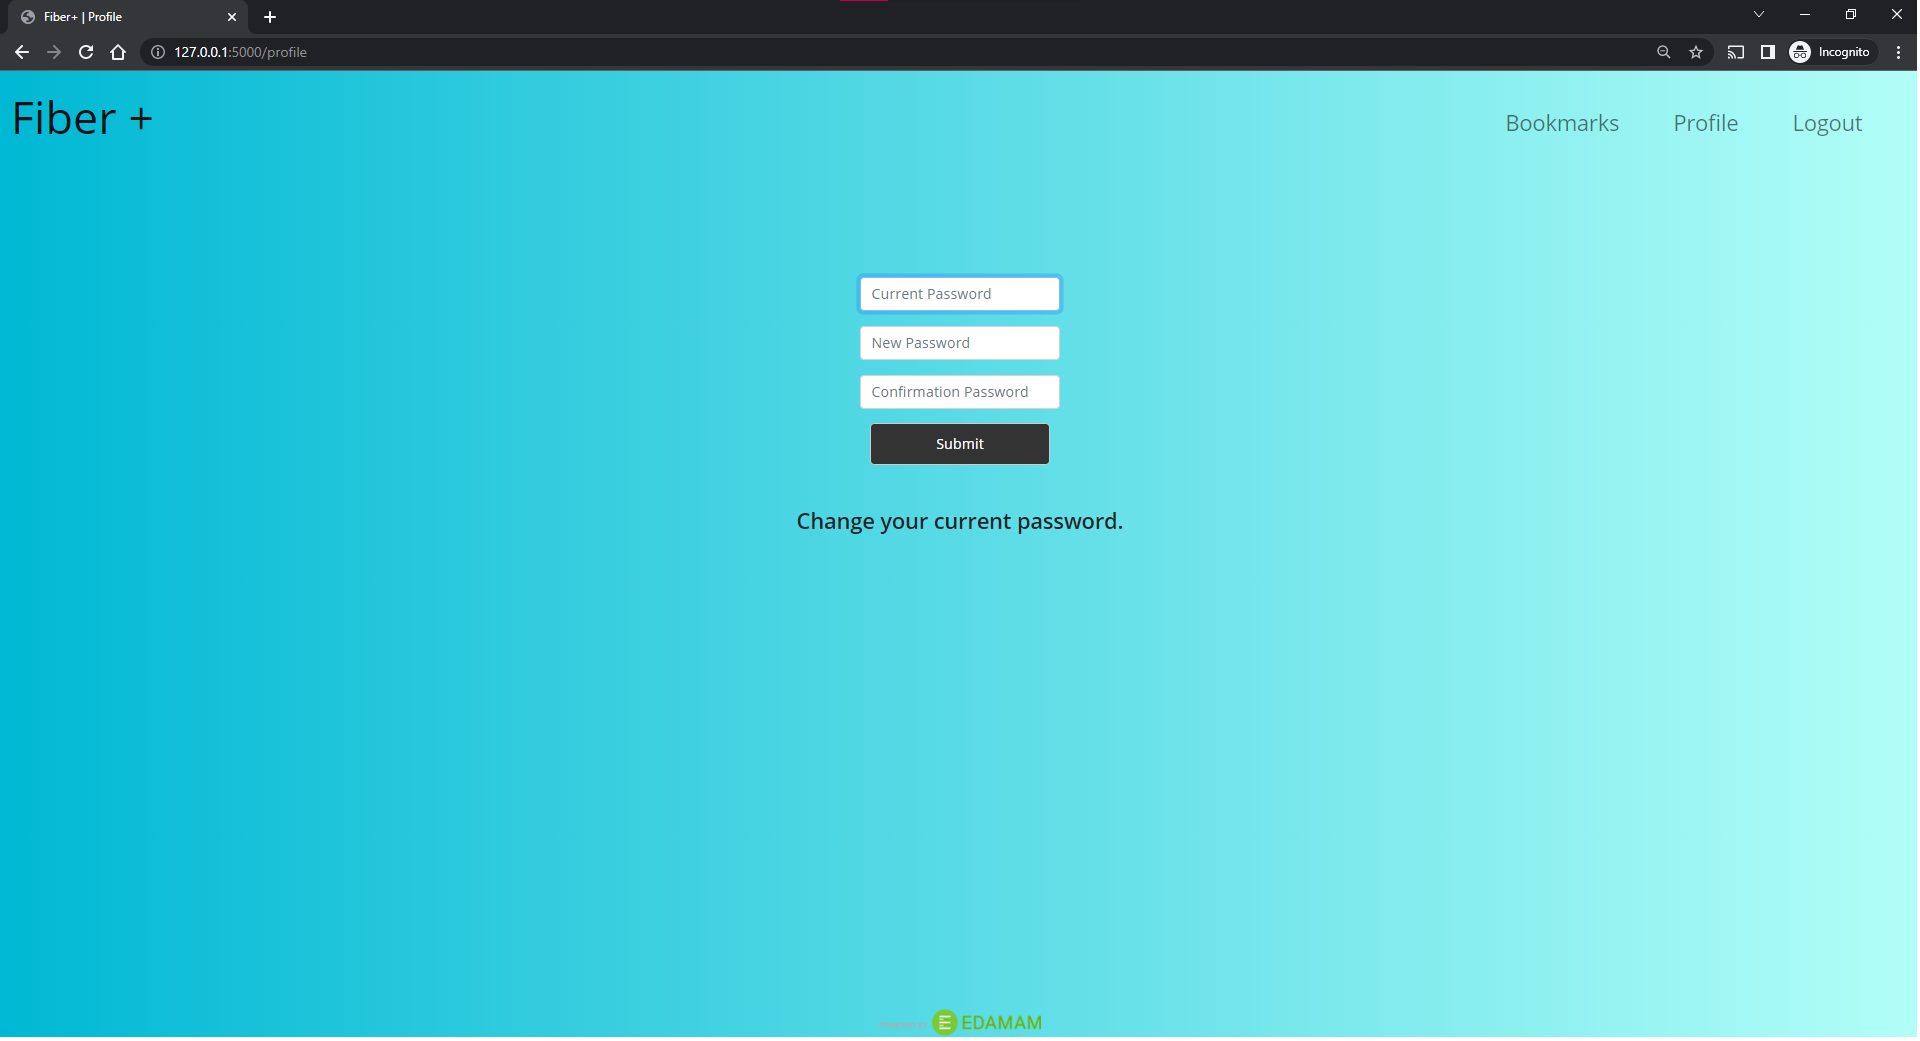 Fiber+ | Profile
127.0.0.1:5000/profile
Incognito
Fiber +
Bookmarks
Profile
Logout
Current Password
New Password
Confirmation Password
Submit
Change your current password.
EDAMAM